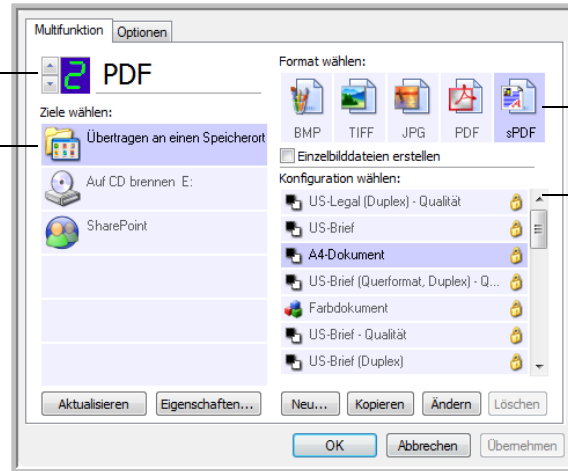 Multifunktion Optionen
2 PDF
Ziele wählen:
Übertragen an einen Speicherort
Auf CD brennen E:
SharePoint
Aktualisieren Eigenschaften...
Format wählen:
BMP TIFF JPG PDF sPDF
Einzelbilddateien erstellen
Konfiguration wählen:
US-Legal (Duplex) - Qualität
US-Brief
A4-Dokument
US-Brief (Querformat, Duplex) - Q...
Farbdokument
US-Brief - Qualität
US-Brief (Duplex)
Neu... Kopieren Ändern Löschen
OK Abbrechen Übernehmen